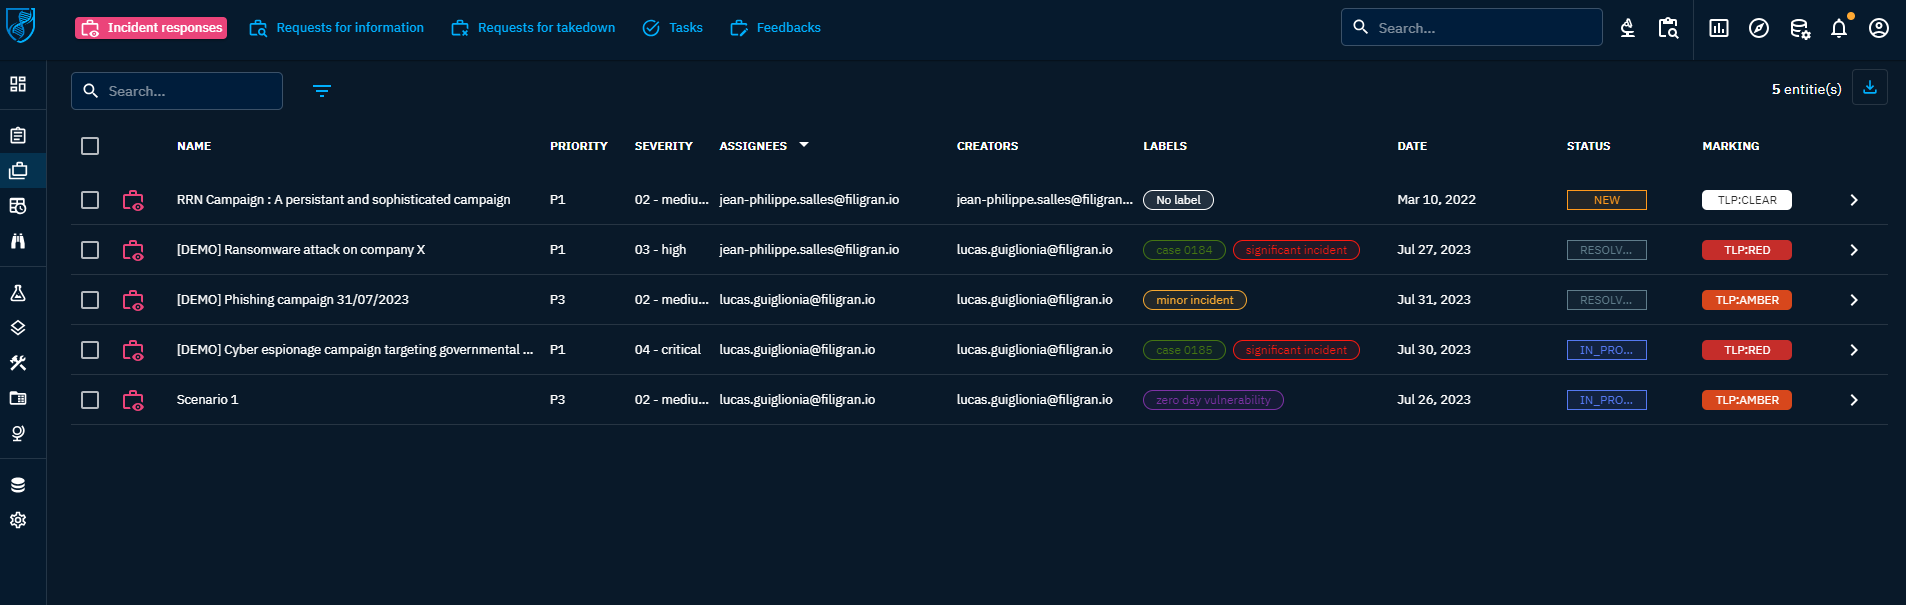 Incident responses Requests for information Requests for takedown Tasks Feedbacks Search...
Search... 5 entitie(s)
NAME PRIORITY SEVERITY ASSIGNEES CREATORS LABELS DATE STATUS MARKING
RRN Campaign : A persistant and sophisticated campaign P1 02 - mediu... jean-philippe.salles@filigran.io jean-philippe.salles@filigran... No label Mar 10, 2022 NEW TLP:CLEAR
[DEMO] Ransomware attack on company X P1 03 - high jean-philippe.salles@filigran.io lucas.guiglionia@filigran.io case 0184 significant incident Jul 27, 2023 RESOLV... TLP:RED
[DEMO] Phishing campaign 31/07/2023 P3 02 - mediu... lucas.guiglionia@filigran.io lucas.guiglionia@filigran.io minor incident Jul 31, 2023 RESOLV... TLP:AMBER
[DEMO] Cyber espionage campaign targeting governmental ... P1 04 - critical lucas.guiglionia@filigran.io lucas.guiglionia@filigran.io case 0185 significant incident Jul 30, 2023 IN_PRO... TLP:RED
Scenario 1 P3 02 - mediu... lucas.guiglionia@filigran.io lucas.guiglionia@filigran.io zero day vulnerability Jul 26, 2023 IN_PRO... TLP:AMBER